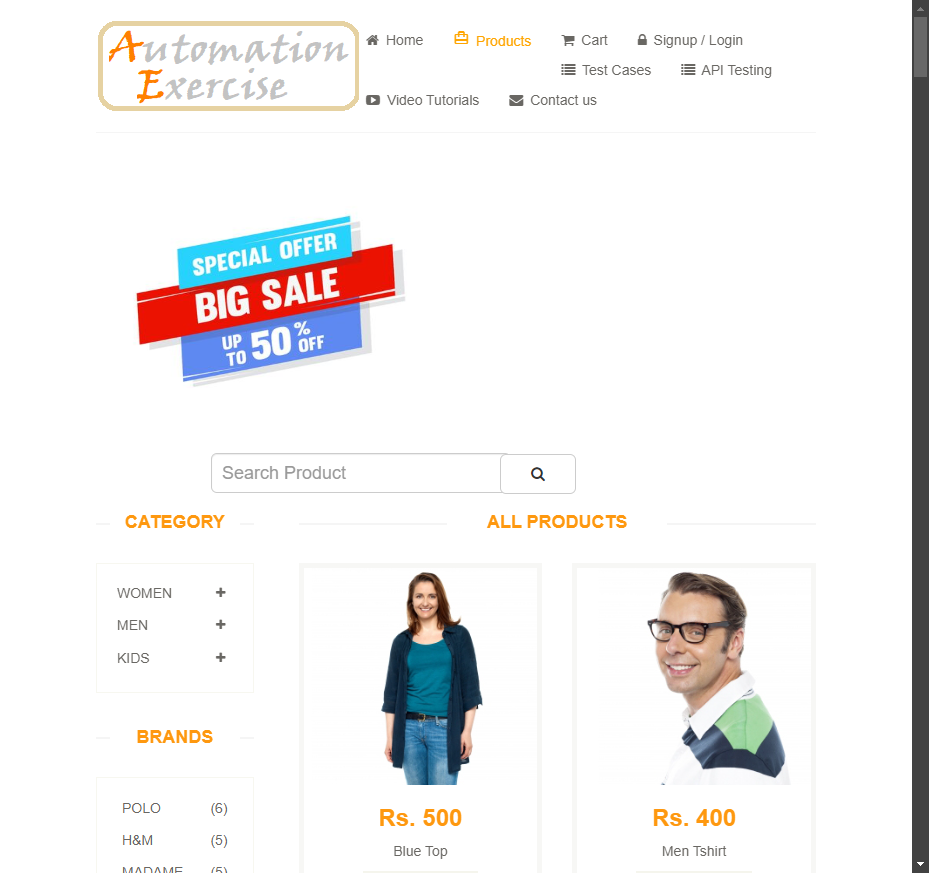 Automation
Exercise
Home
Products
Cart
Signup / Login
Test Cases
API Testing
Video Tutorials
Contact us
SPECIAL OFFER
BIG SALE
UP TO 50% OFF
Search Product
CATEGORY
WOMEN
MEN
KIDS
BRANDS
POLO (6)
H&M (5)
MADAME (5)
ALL PRODUCTS
Rs. 500
Blue Top
Rs. 400
Men Tshirt